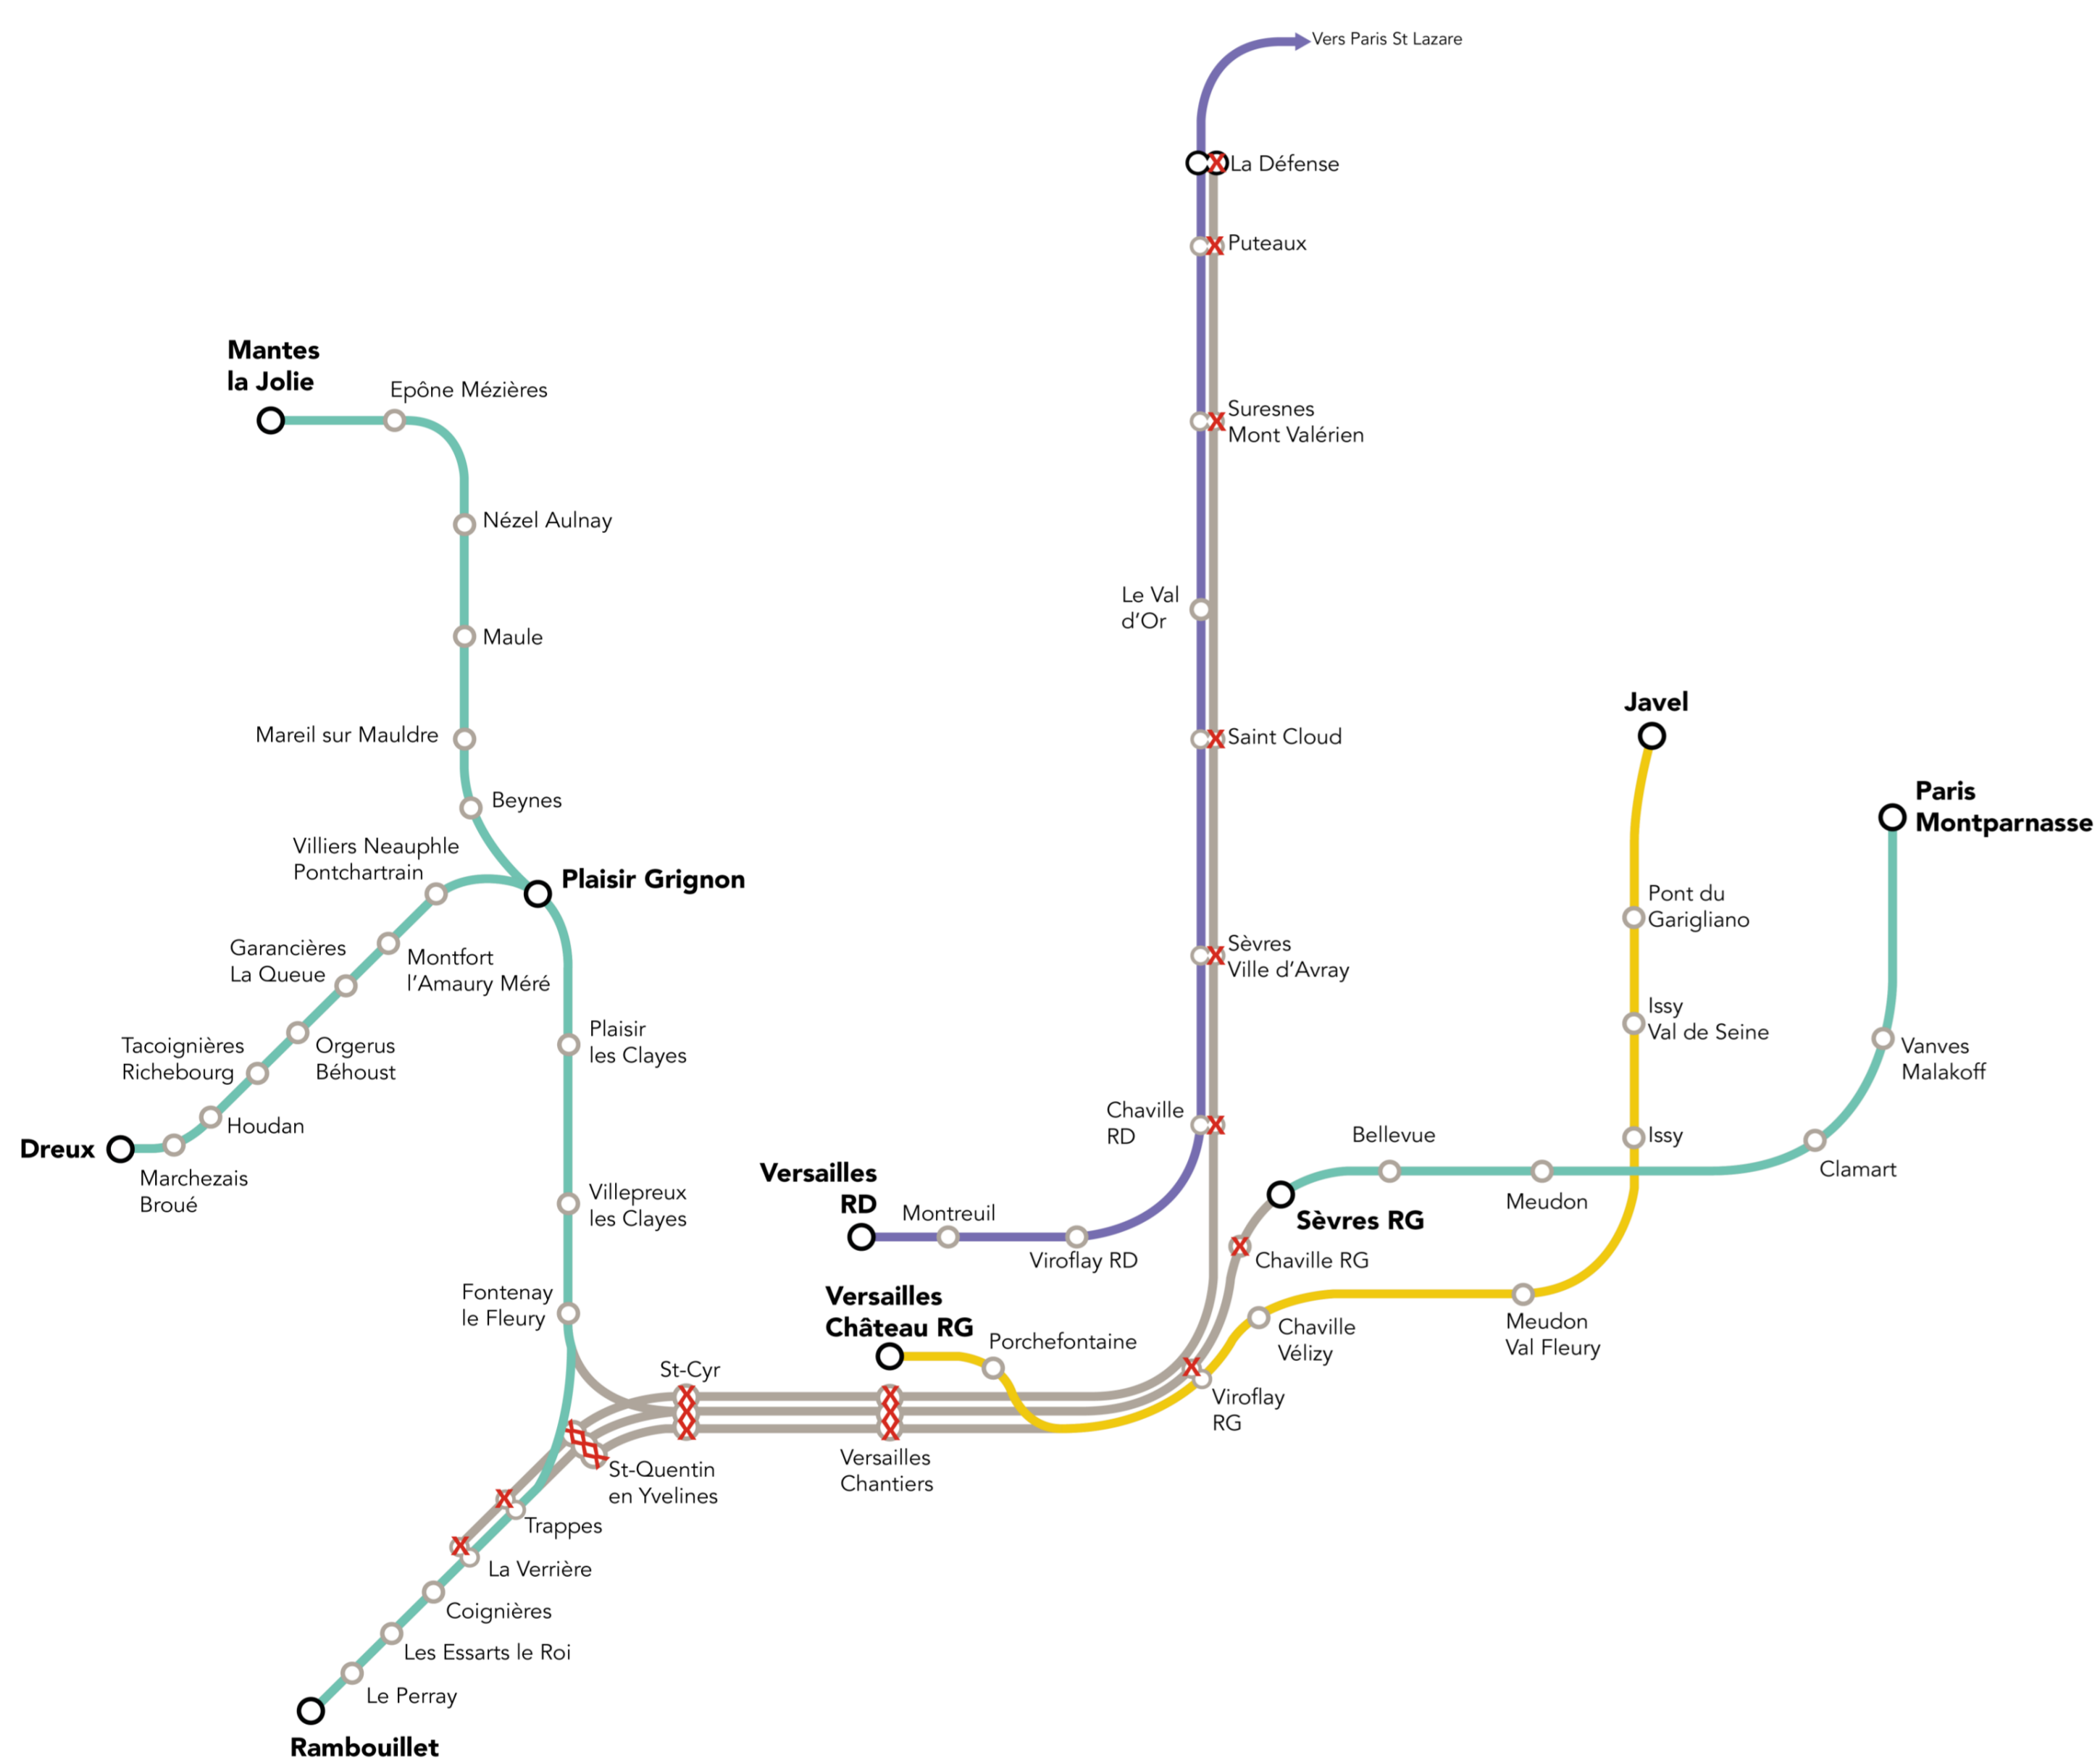 Vers Paris St Lazare
La Défense
Puteaux
Mantes
la Jolie
Epône Mézières
Suresnes
Mont Valérien
Nézel Aulnay
Le Val
d'Or
Maule
Javel
Mareil sur Mauldre
Saint Cloud
Paris
Montparnasse
Beynes
Villiers Neauphle
Pontchartrain
Plaisir Grignon
Pont du
Garigliano
Garancières
La Queue
Montfort
l'Amaury Méré
Sèvres
Ville d'Avray
Issy
Val de Seine
Plaisir
les Clayes
Tacoignières
Richebourg
Orgerus
Béhoust
Vanves
Malakoff
Houdan
Chaville
RD
Bellevue
Issy
Dreux
Marchezais
Broué
Versailles
RD
Clamart
Villepreux
les Clayes
Montreuil
Meudon
Sèvres RG
Viroflay RD
Chaville RG
Fontenay
le Fleury
Versailles
Château RG
Porchefontaine
Chaville
Vélizy
Meudon
Val Fleury
St-Cyr
Viroflay
RG
Versailles
Chantiers
St-Quentin
en Yvelines
Trappes
La Verrière
Coignières
Les Essarts le Roi
Le Perray
Rambouillet